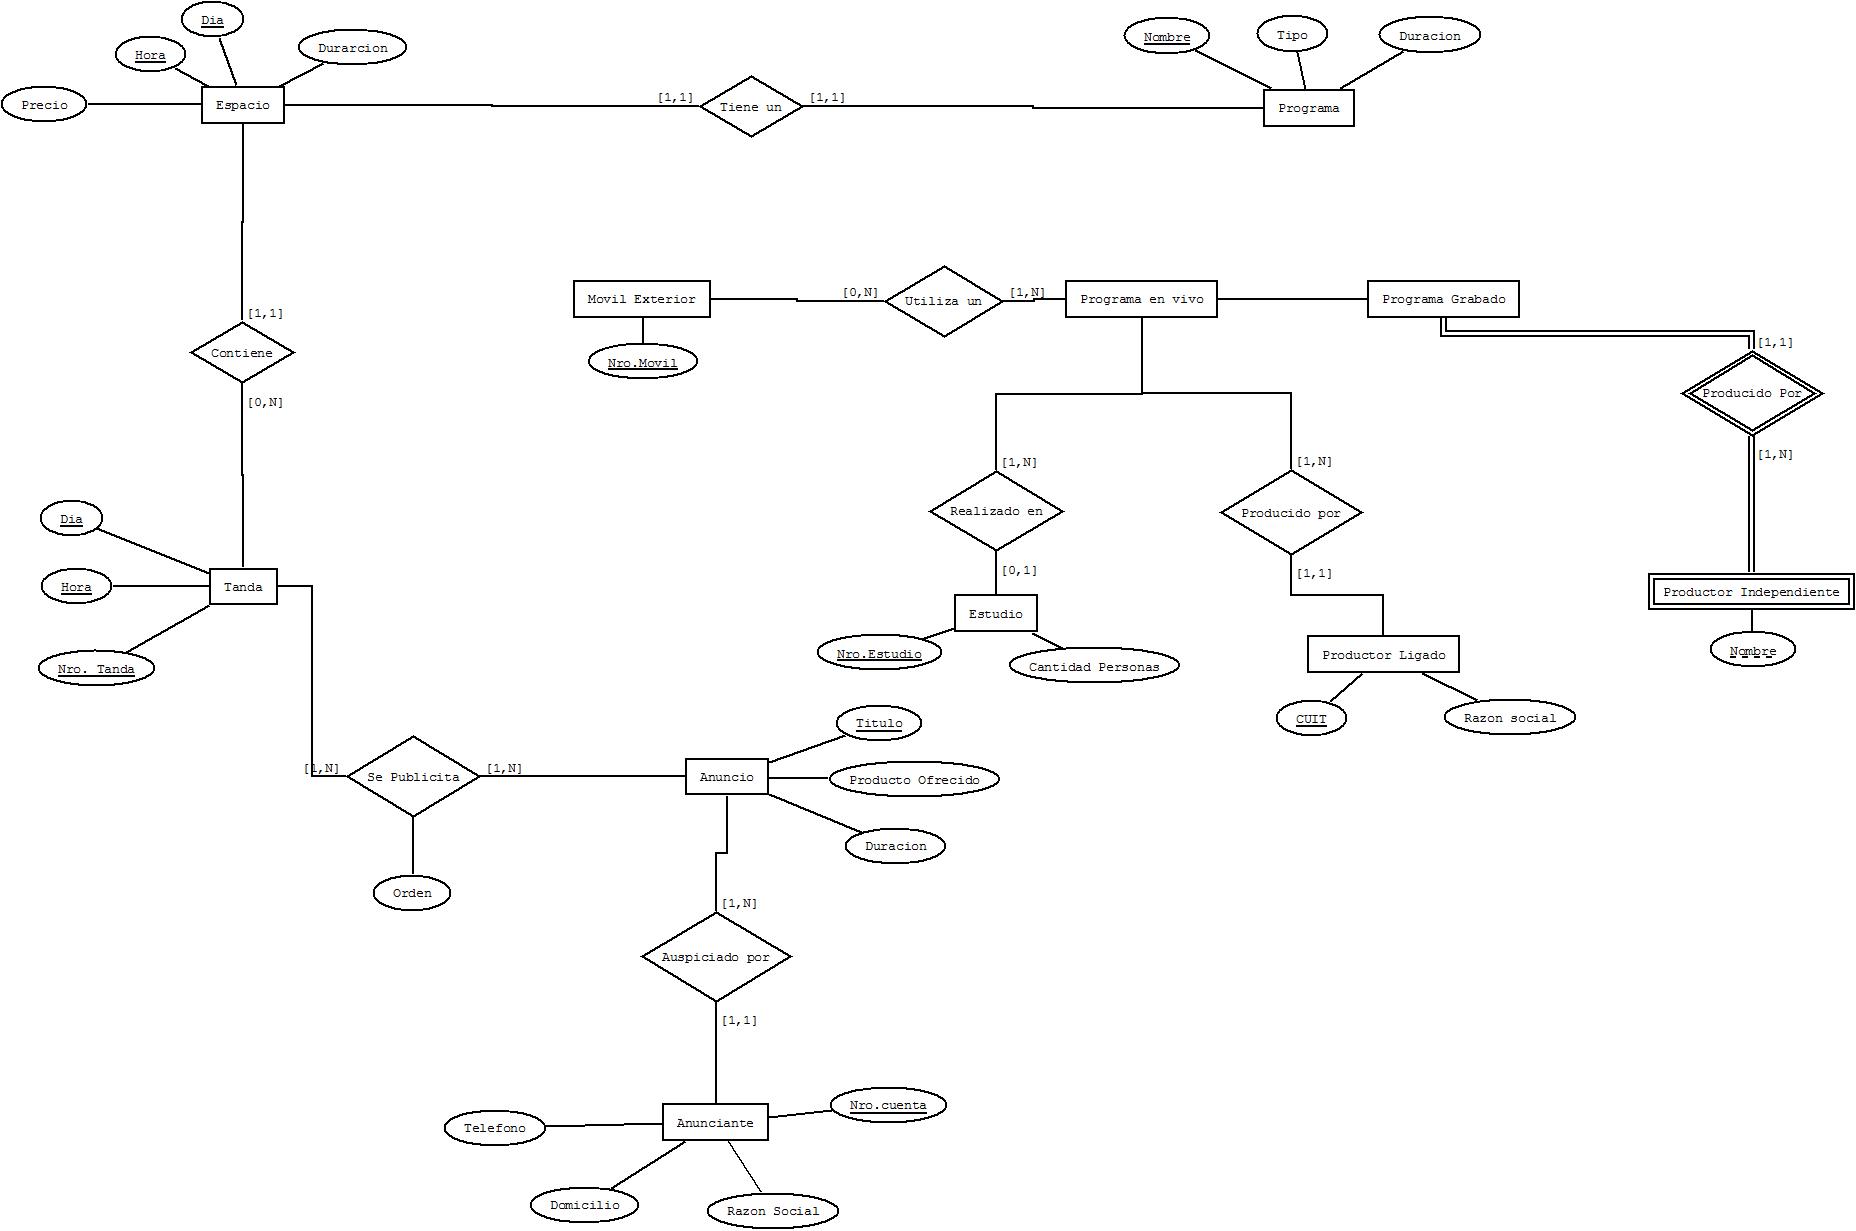 Dia
Hora
Durarcion
Precio
Espacio
[1,1]
Tiene un
[1,1]
Nombre
Tipo
Duracion
Programa
[1,1]
Contiene
[0,N]
Movil Exterior
[0,N]
Utiliza un
[1,N]
Programa en vivo
Programa Grabado
Nro.Movil
[1,1]
Producido Por
[1,N]
[1,N]
Realizado en
[0,1]
[1,N]
Producido por
[1,1]
Dia
Hora
Tanda
Nro. Tanda
Estudio
Nro.Estudio
Cantidad Personas
Productor Ligado
CUIT
Razon social
Productor Independiente
Nombre
[1,N]
Se Publicita
[1,N]
Orden
Anuncio
Titulo
Producto Ofrecido
Duracion
[1,N]
Auspiciado por
[1,1]
Anunciante
Nro.cuenta
Telefono
Domicilio
Razon Social